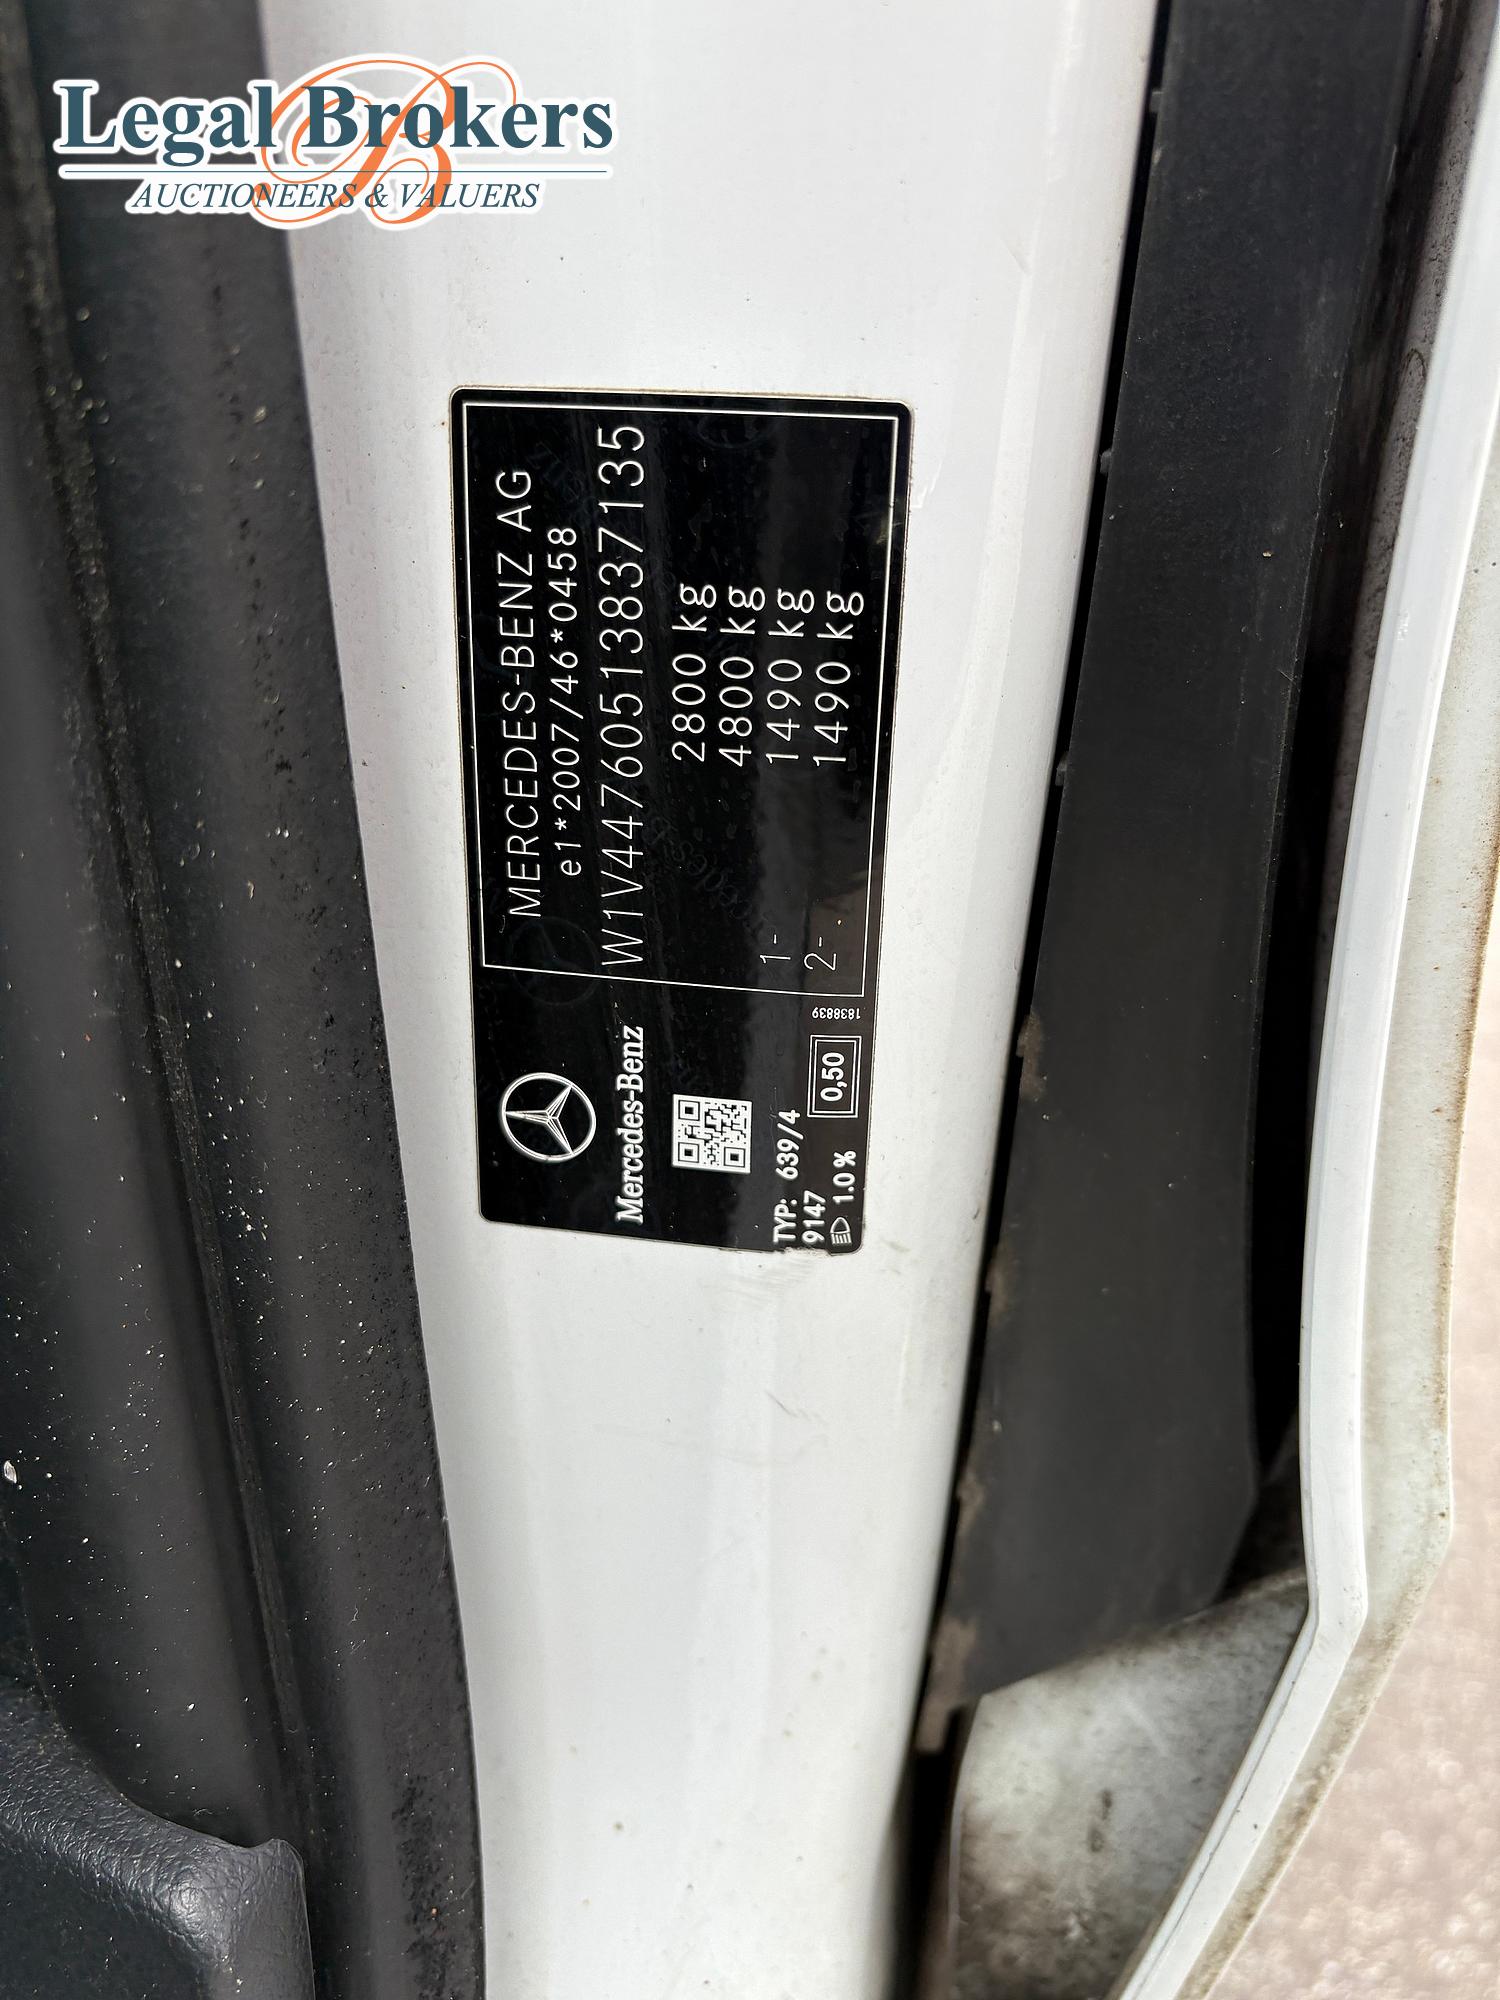 Legal Brokers
AUCTIONEERS & VALUERS
MERCEDES-BENZ AG
e1*2007/46*0458
W1V44760513837135
2800 kg
4800 kg
1- 1490 kg
2- 1490 kg
Mercedes-Benz
TYP: 639/4
9147
1.0 %
0,50
1838839